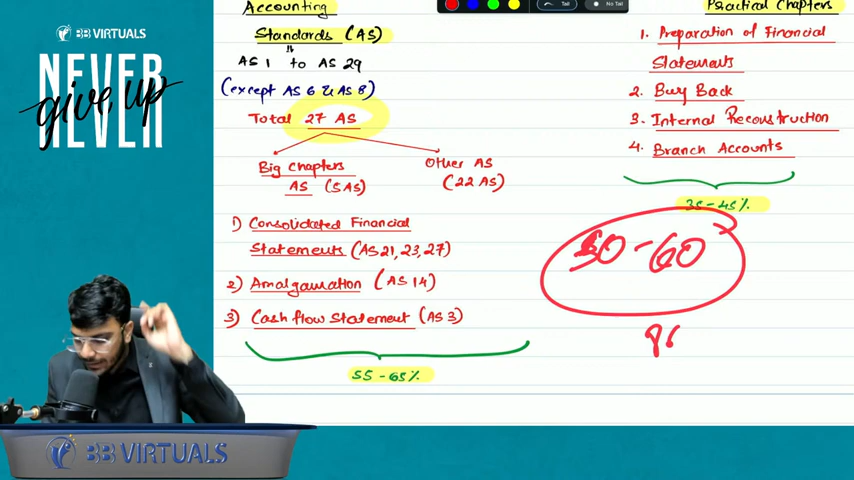 BB VIRTUALS
NEVER
give up
NEVER
Accounting
Standards (AS)
AS 1 to AS 29
(except AS 6 & AS 8)
Total 27 AS
Big Chapters
AS (5 AS)
Other AS
(22 AS)
1) Consolidated Financial
Statements (AS 21, 23, 27)
2) Amalgamation (AS 14)
3) Cash flow Statement (AS 3)
55 - 65%
Tail
No Tail
Practical Chapters
1. Preparation of Financial
Statements
2. Buy Back
3. Internal Reconstruction
4. Branch Accounts
35 - 45%
50 - 60
BB VIRTUALS